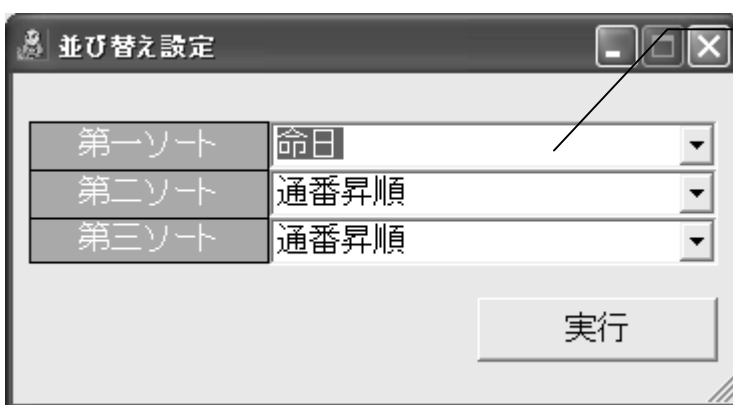 並び替え設定
第一ソート 命日
第二ソート 通番昇順
第三ソート 通番昇順
実行